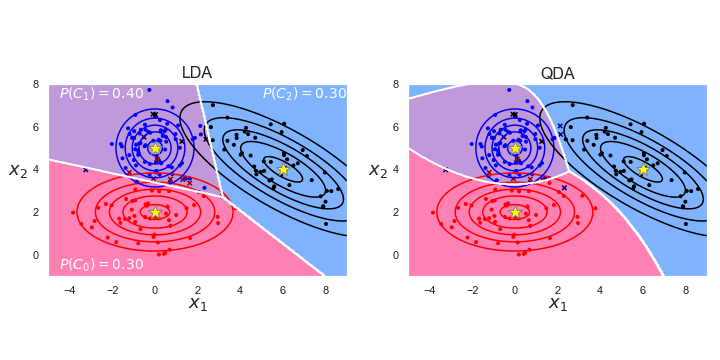 LDA
P(C₁) = 0.40
P(C₂) = 0.30
P(C₀) = 0.30
x₂
8
6
4
2
0
−4 −2 0 2 4 6 8
x₁
QDA
x₂
8
6
4
2
0
−4 −2 0 2 4 6 8
x₁